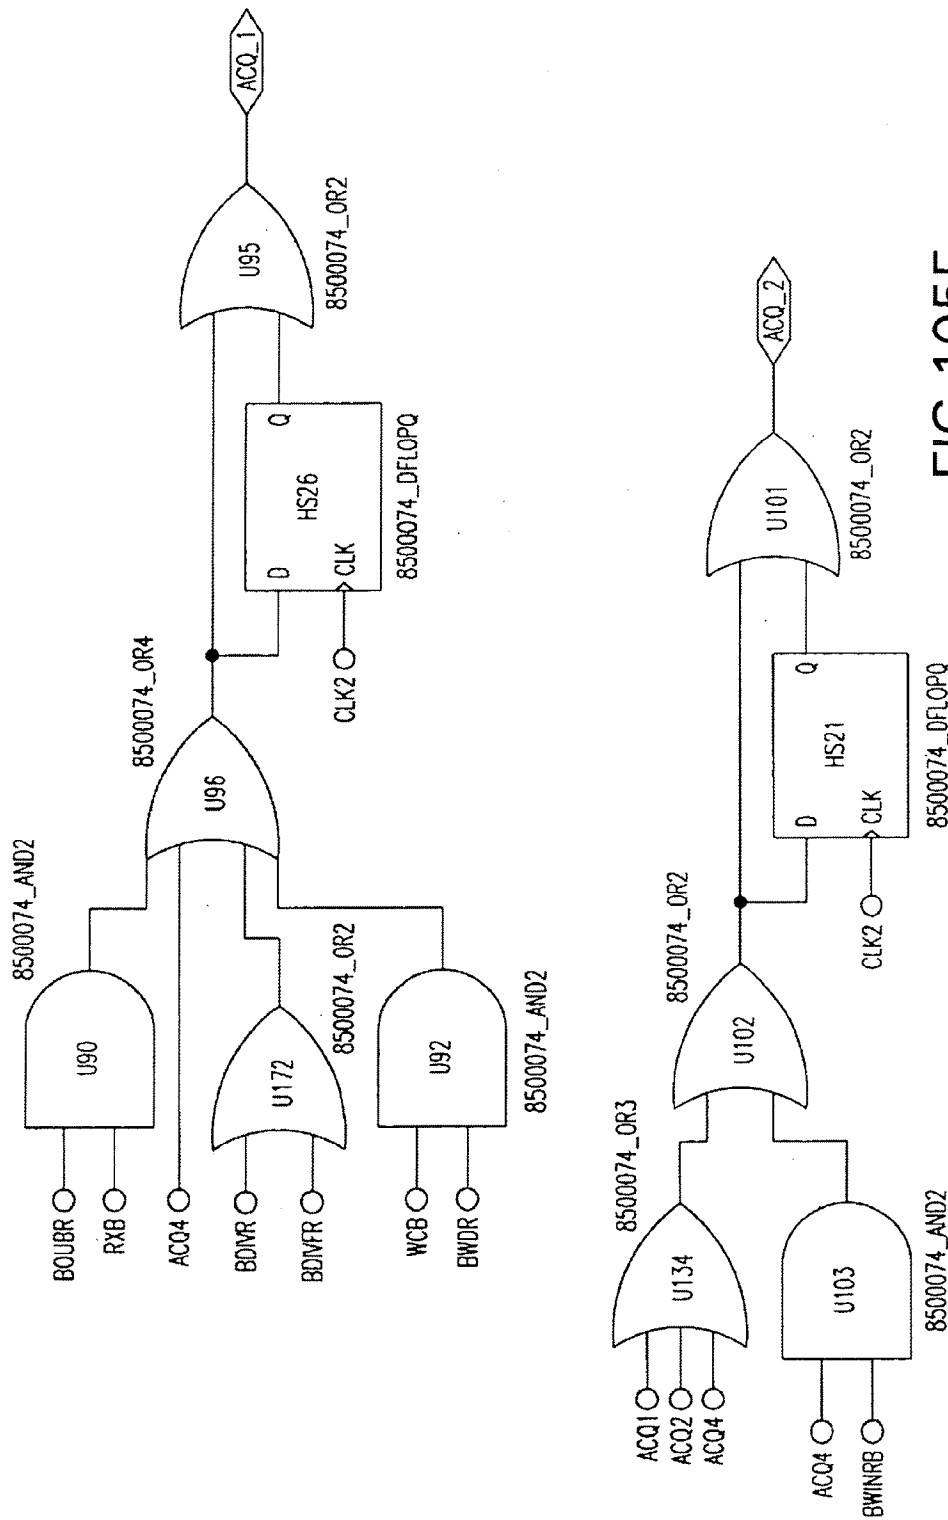 BOUBR
RXB
ACQ4
BDIVR
BDIVFR
WCB
BWDR
U90
8500074_AND2
U172
8500074_OR2
U92
8500074_AND2
U96
8500074_OR4
CLK2
D
CLK
HS26
Q
8500074_DFLOPQ
U95
8500074_OR2
ACQ_1
ACQ1
ACQ2
ACQ4
ACQ4
BWINRB
U134
8500074_OR3
U103
8500074_AND2
U102
8500074_OR2
CLK2
D
CLK
HS21
Q
8500074_DFLOPQ
U101
8500074_OR2
ACQ_2